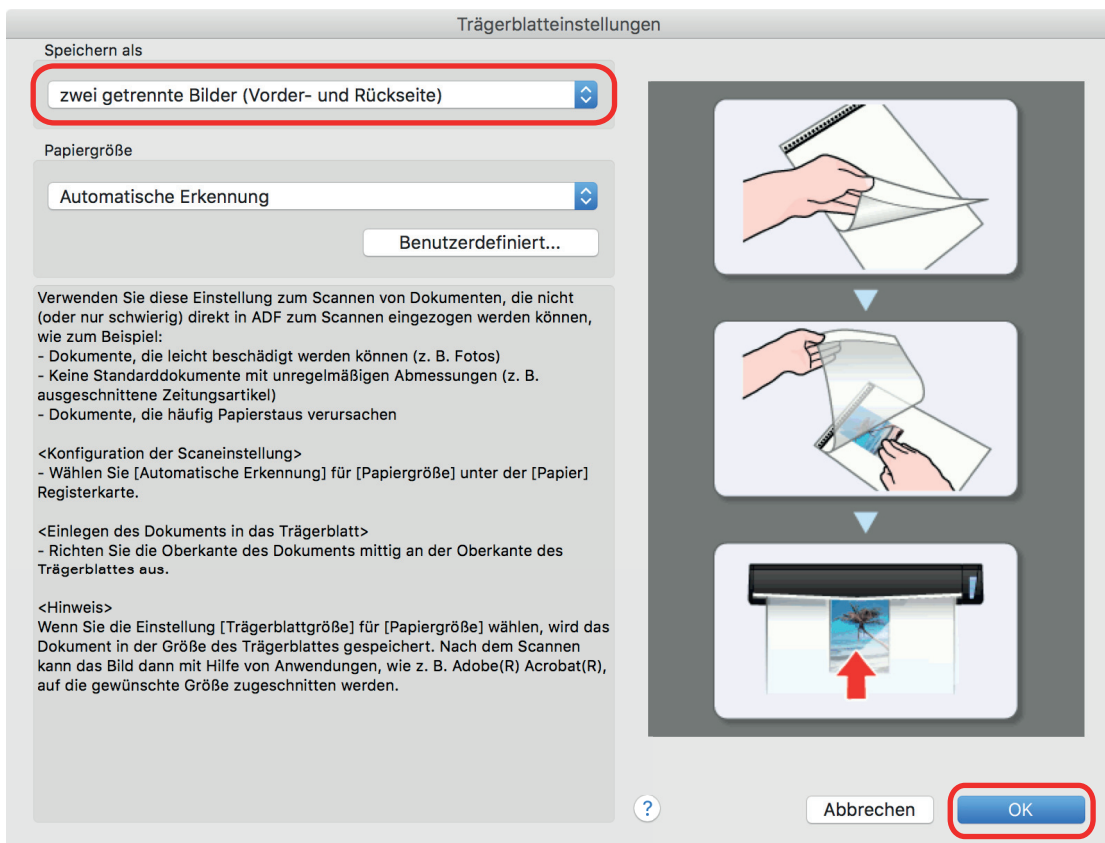 Trägerblatteinstellungen
Speichern als
zwei getrennte Bilder (Vorder- und Rückseite)
Papiergröße
Automatische Erkennung
Benutzerdefiniert...
Verwenden Sie diese Einstellung zum Scannen von Dokumenten, die nicht
(oder nur schwierig) direkt in ADF zum Scannen eingezogen werden können,
wie zum Beispiel:
- Dokumente, die leicht beschädigt werden können (z. B. Fotos)
- Keine Standarddokumente mit unregelmäßigen Abmessungen (z. B.
ausgeschnittene Zeitungsartikel)
- Dokumente, die häufig Papierstaus verursachen
<Konfiguration der Scaneinstellung>
- Wählen Sie [Automatische Erkennung] für [Papiergröße] unter der [Papier]
Registerkarte.
<Einlegen des Dokuments in das Trägerblatt>
- Richten Sie die Oberkante des Dokuments mittig an der Oberkante des
Trägerblattes aus.
<Hinweis>
Wenn Sie die Einstellung [Trägerblattgröße] für [Papiergröße] wählen, wird das
Dokument in der Größe des Trägerblattes gespeichert. Nach dem Scannen
kann das Bild dann mit Hilfe von Anwendungen, wie z. B. Adobe(R) Acrobat(R),
auf die gewünschte Größe zugeschnitten werden.
?
Abbrechen
OK